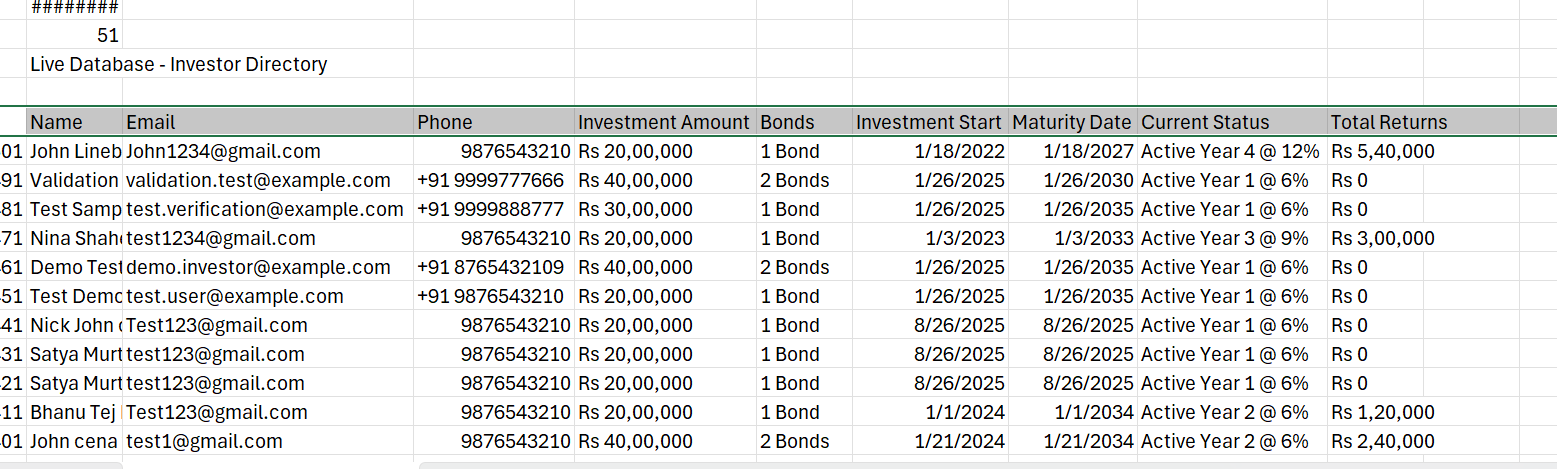 ########
51
Live Database - Investor Directory
Name Email Phone Investment Amount Bonds Investment Start Maturity Date Current Status Total Returns
01 John Lineb John1234@gmail.com 9876543210 Rs 20,00,000 1 Bond 1/18/2022 1/18/2027 Active Year 4 @ 12% Rs 5,40,000
91 Validation validation.test@example.com +91 9999777666 Rs 40,00,000 2 Bonds 1/26/2025 1/26/2030 Active Year 1 @ 6% Rs 0
81 Test Samp test.verification@example.com +91 9999888777 Rs 30,00,000 1 Bond 1/26/2025 1/26/2035 Active Year 1 @ 6% Rs 0
71 Nina Shah test1234@gmail.com 9876543210 Rs 20,00,000 1 Bond 1/3/2023 1/3/2033 Active Year 3 @ 9% Rs 3,00,000
61 Demo Test demo.investor@example.com +91 8765432109 Rs 40,00,000 2 Bonds 1/26/2025 1/26/2035 Active Year 1 @ 6% Rs 0
51 Test Demo test.user@example.com +91 9876543210 Rs 20,00,000 1 Bond 1/26/2025 1/26/2035 Active Year 1 @ 6% Rs 0
41 Nick John Test123@gmail.com 9876543210 Rs 20,00,000 1 Bond 8/26/2025 8/26/2025 Active Year 1 @ 6% Rs 0
31 Satya Murt test123@gmail.com 9876543210 Rs 20,00,000 1 Bond 8/26/2025 8/26/2025 Active Year 1 @ 6% Rs 0
21 Satya Murt test123@gmail.com 9876543210 Rs 20,00,000 1 Bond 8/26/2025 8/26/2025 Active Year 1 @ 6% Rs 0
11 Bhanu Tej Test123@gmail.com 9876543210 Rs 20,00,000 1 Bond 1/1/2024 1/1/2034 Active Year 2 @ 6% Rs 1,20,000
01 John cena test1@gmail.com 9876543210 Rs 40,00,000 2 Bonds 1/21/2024 1/21/2034 Active Year 2 @ 6% Rs 2,40,000